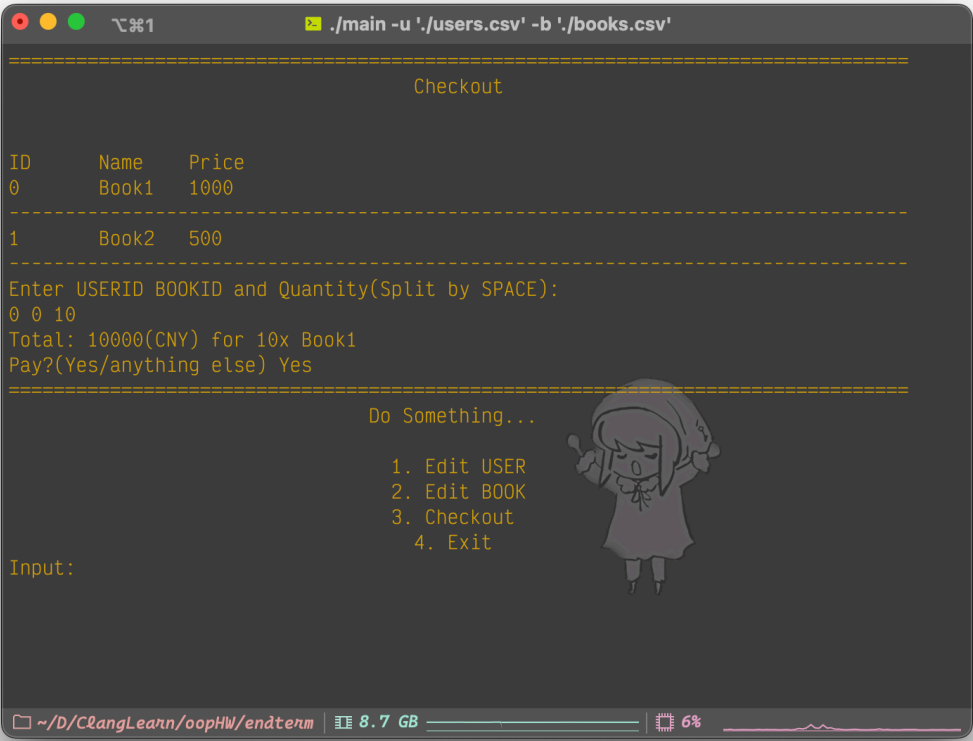 ⌥⌘1
./main -u './users.csv' -b './books.csv'
================================================================================
Checkout
ID Name Price
0 Book1 1000
--------------------------------------------------------------------------------
1 Book2 500
--------------------------------------------------------------------------------
Enter USERID BOOKID and Quantity(Split by SPACE):
0 0 10
Total: 10000(CNY) for 10x Book1
Pay?(Yes/anything else) Yes
================================================================================
Do Something...
1. Edit USER
2. Edit BOOK
3. Checkout
4. Exit
Input:
~/D/ClangLearn/oopHW/endterm
8.7 GB
6%